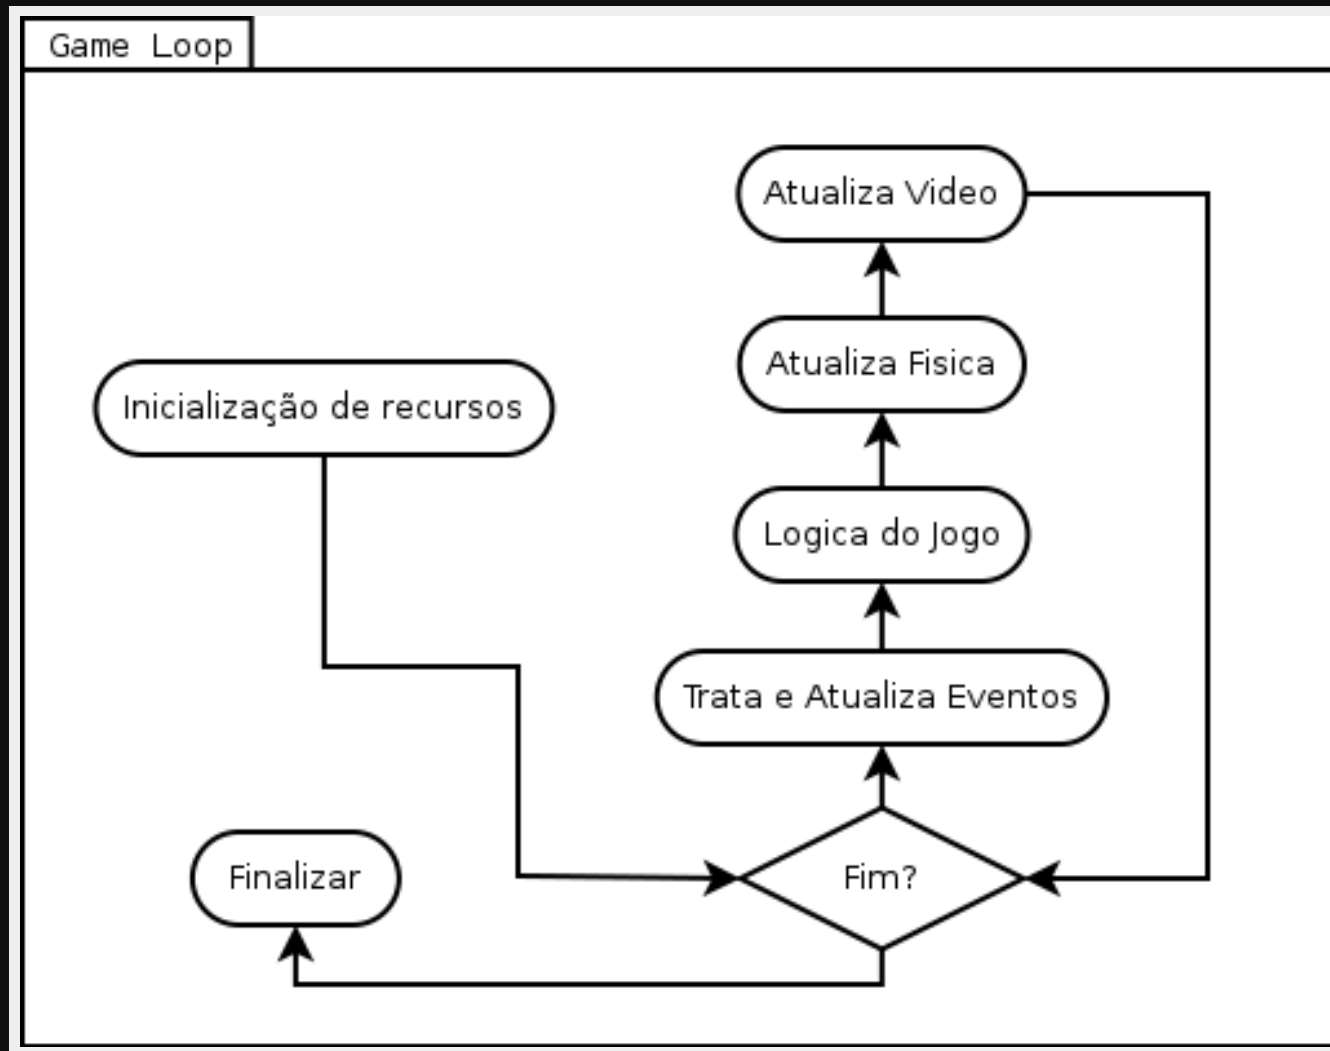 Game Loop
Atualiza Video
Atualiza Fisica
Inicialização de recursos
Logica do Jogo
Trata e Atualiza Eventos
Finalizar
Fim?